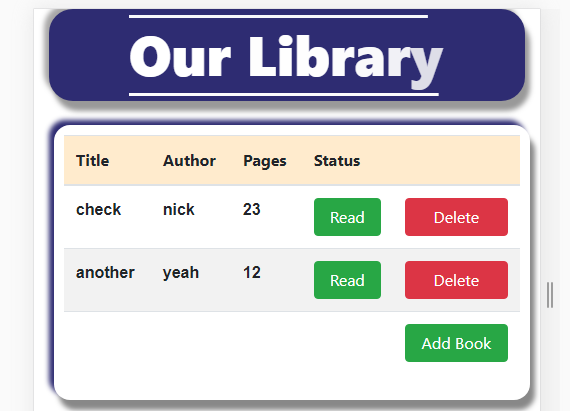 Our Library
Title Author Pages Status
check nick 23 Read Delete
another yeah 12 Read Delete
Add Book